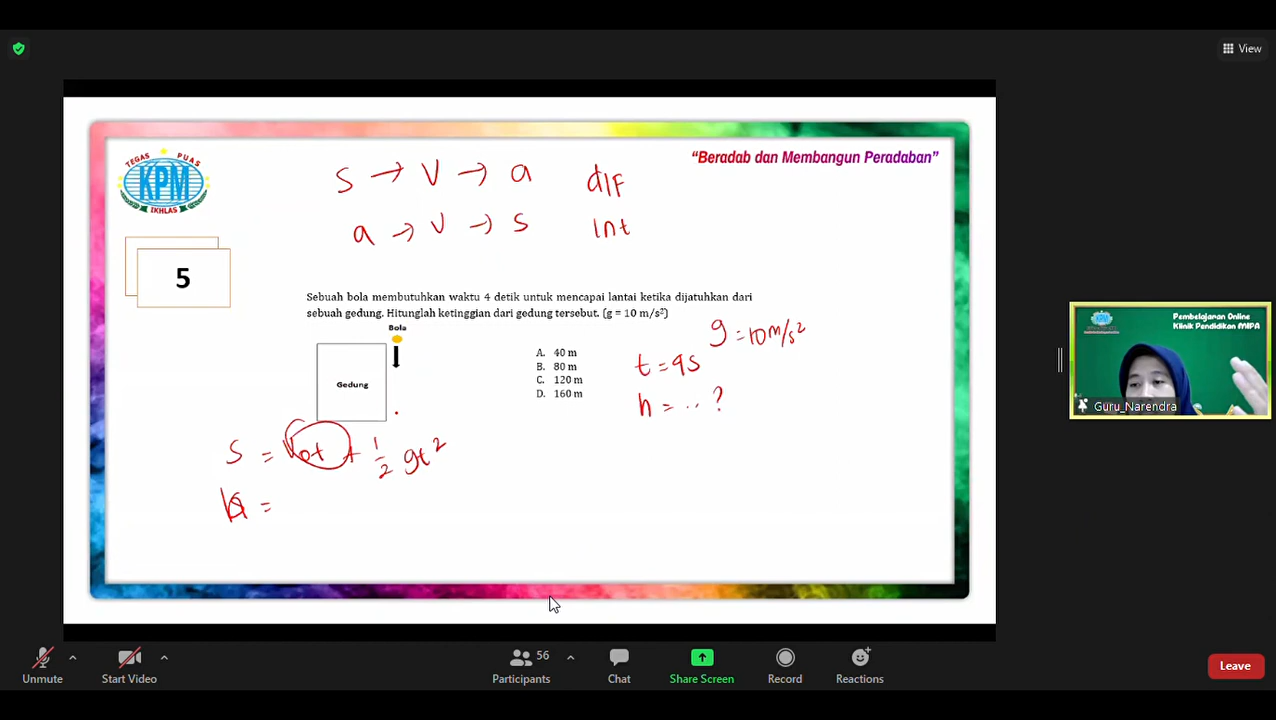 View
"Beradab dan Membangun Peradaban"
TEGAS PUAS
KPM
IKHLAS
S → V → a dIF
a → V → S Int
5
Sebuah bola membutuhkan waktu 4 detik untuk mencapai lantai ketika dijatuhkan dari
sebuah gedung. Hitunglah ketinggian dari gedung tersebut. (g = 10 m/s²)
Bola
Gedung
A. 40 m
B. 80 m
C. 120 m
D. 160 m
g = 10 m/s²
t = 4s
h = .. ?
S = Vot + 1/2 gt²
h =
Pembelajaran Online
Klinik Pendidikan MIPA
Guru_Narendra
Unmute
Start Video
56
Participants
Chat
Share Screen
Record
Reactions
Leave